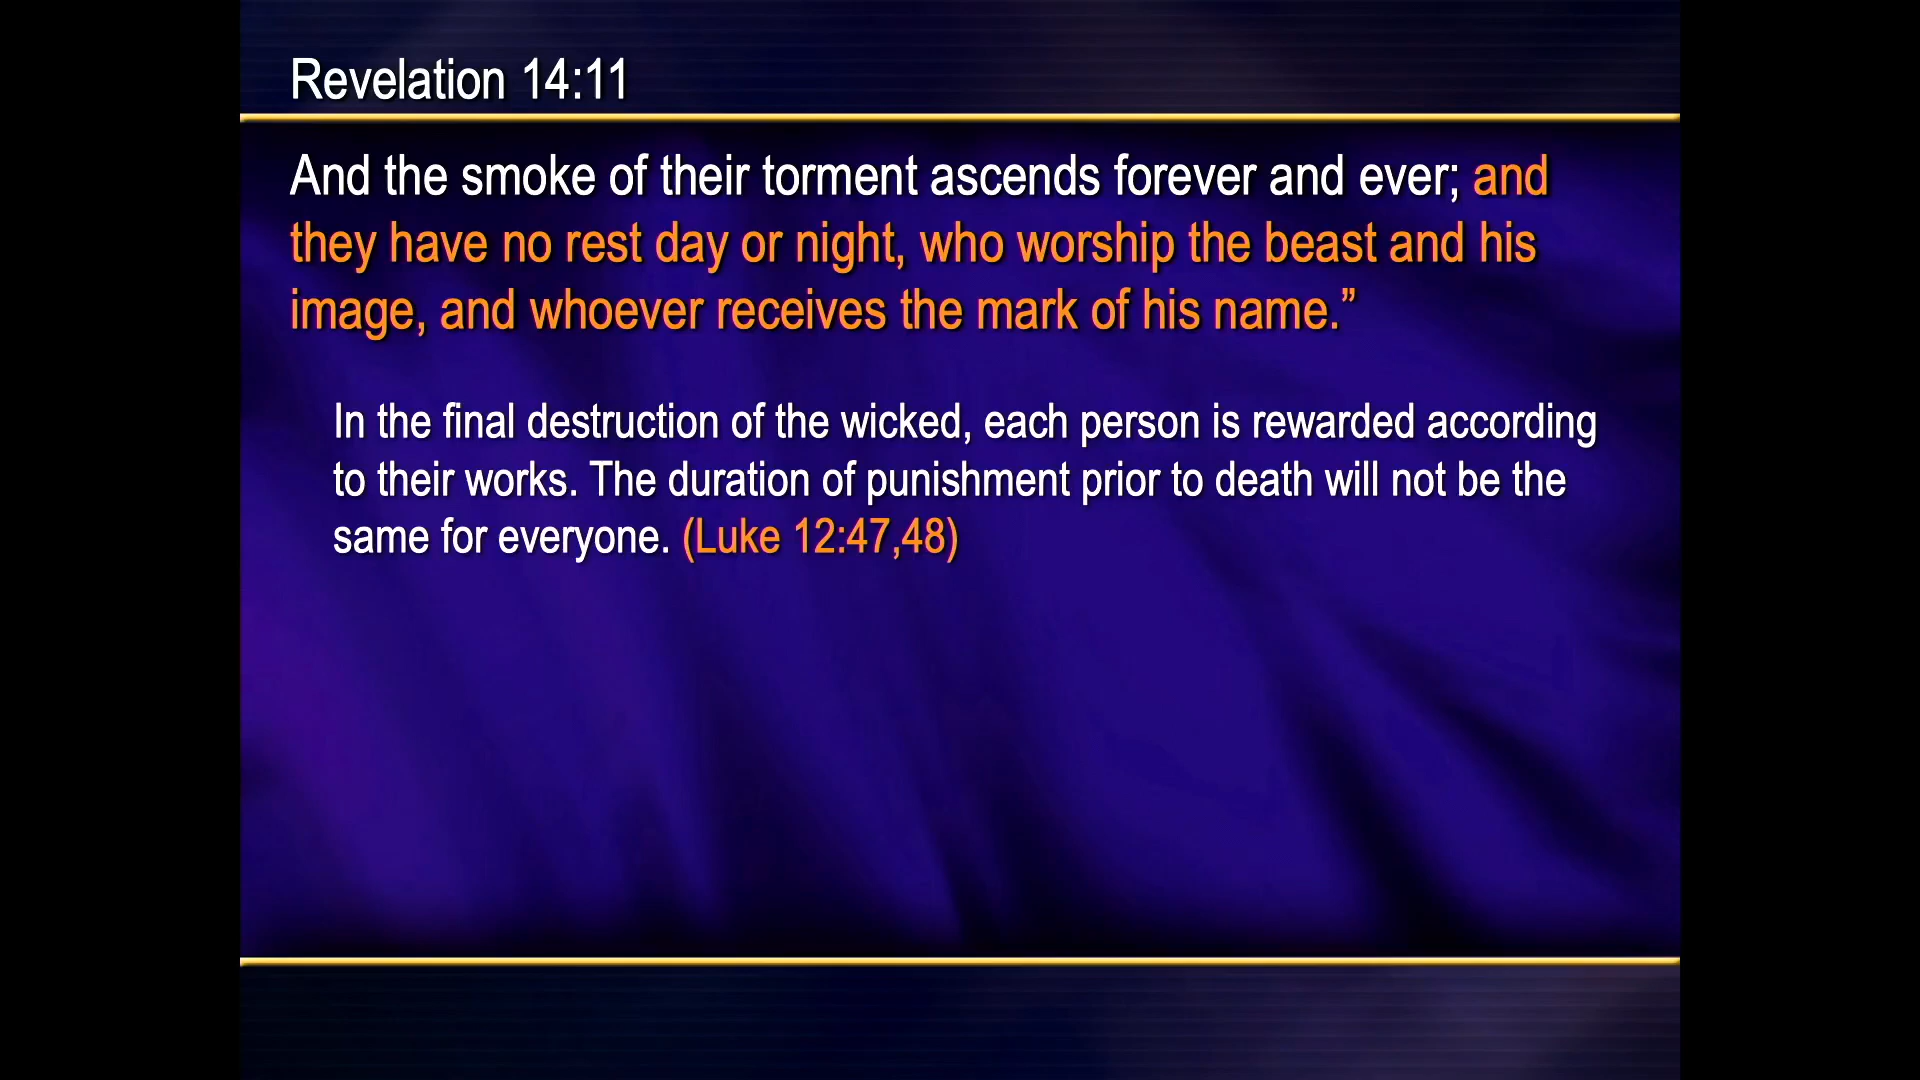 Revelation 14:11
And the smoke of their torment ascends forever and ever; and
they have no rest day or night, who worship the beast and his
image, and whoever receives the mark of his name.”
In the final destruction of the wicked, each person is rewarded according
to their works. The duration of punishment prior to death will not be the
same for everyone. (Luke 12:47,48)